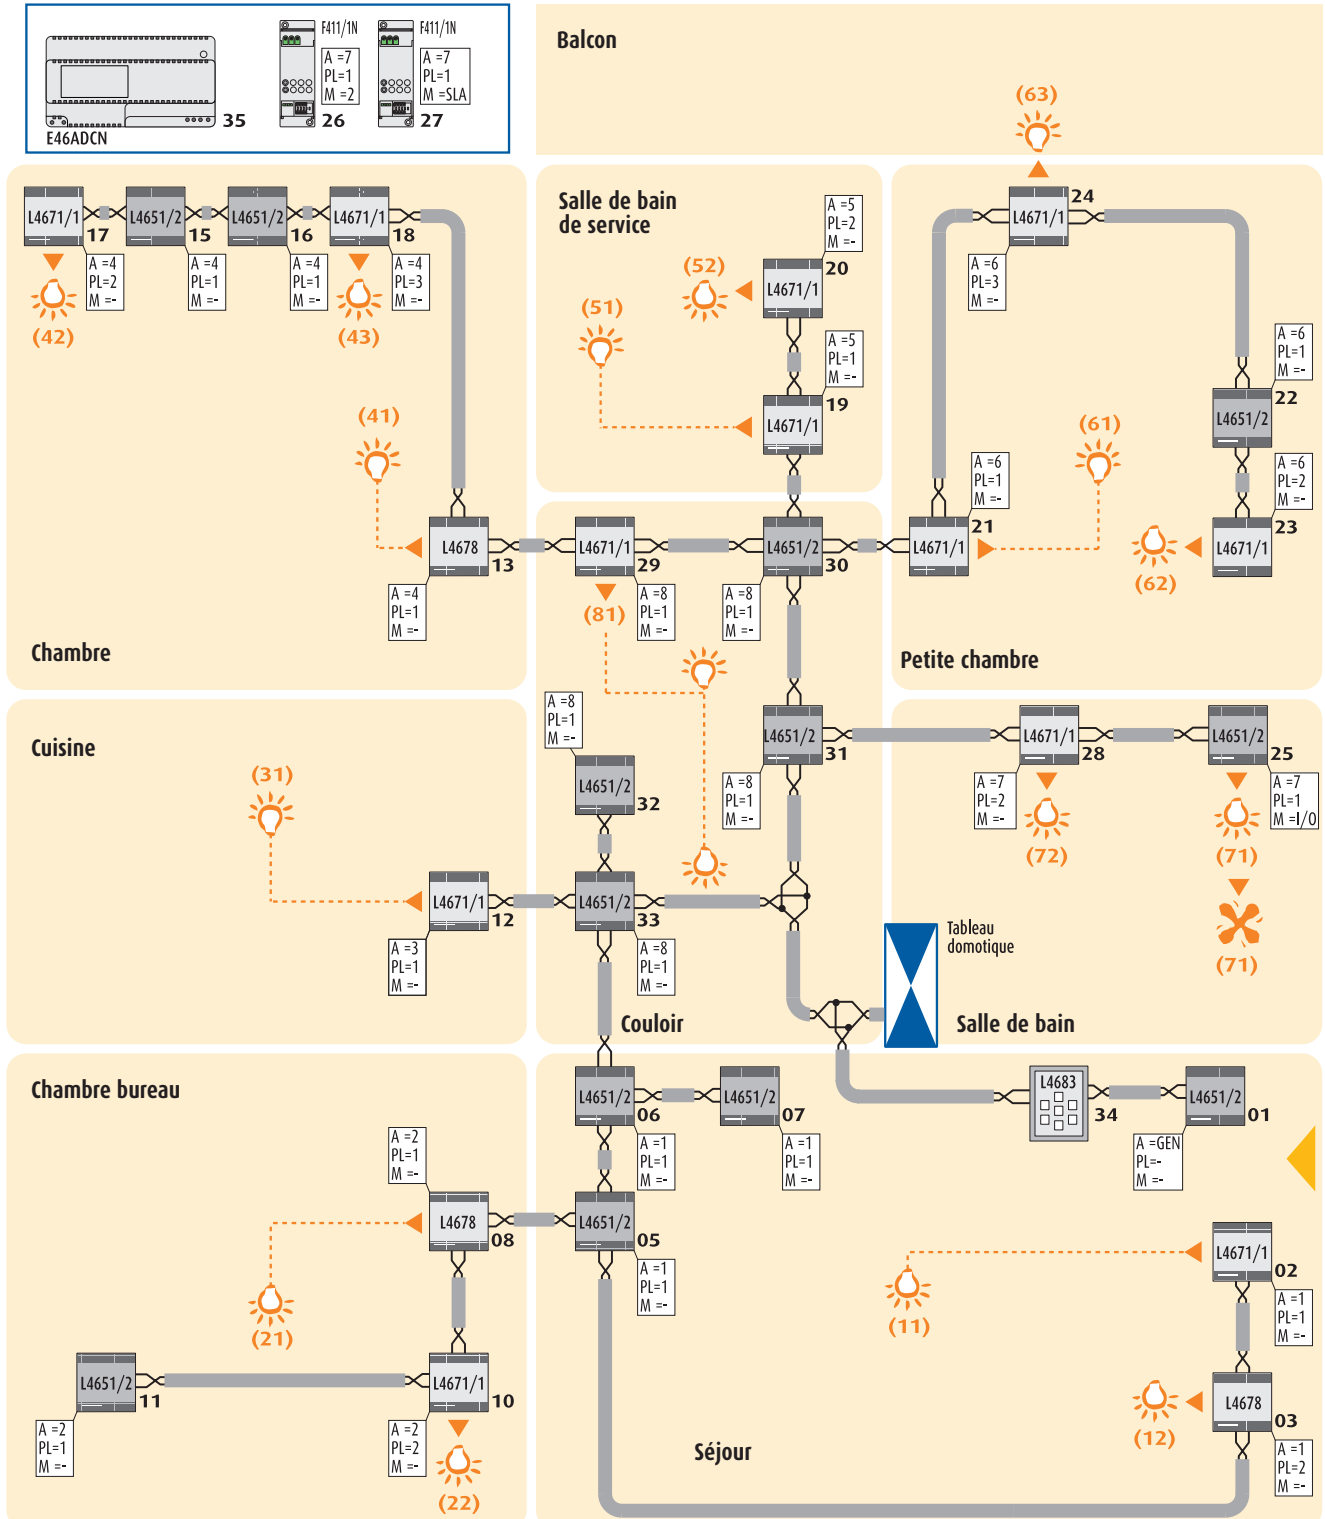 F411/1N
A =7
PL=1
M =2
26
F411/1N
A =7
PL=1
M =SLA
27
35
E46ADCN
Balcon
(63)
L4671/1
17
A =4
PL=2
M =-
(42)
L4651/2
15
A =4
PL=1
M =-
L4651/2
16
A =4
PL=1
M =-
L4671/1
18
A =4
PL=3
M =-
(43)
(41)
L4678
13
A =4
PL=1
M =-
Chambre
Salle de bain
de service
A =5
PL=2
M =-
20
L4671/1
(52)
(51)
A =5
PL=1
M =-
19
L4671/1
24
L4671/1
A =6
PL=3
M =-
A =6
PL=1
M =-
22
L4651/2
A =6
PL=2
M =-
23
L4671/1
(62)
(61)
A =6
PL=1
M =-
21
L4671/1
Petite chambre
L4671/1
29
A =8
PL=1
M =-
(81)
L4651/2
30
A =8
PL=1
M =-
L4651/2
31
A =8
PL=1
M =-
A =8
PL=1
M =-
L4651/2
32
L4651/2
33
A =8
PL=1
M =-
Couloir
Cuisine
(31)
L4671/1
12
A =3
PL=1
M =-
L4671/1
28
A =7
PL=2
M =-
(72)
L4651/2
25
A =7
PL=1
M =I/O
(71)
(71)
Tableau
domotique
Salle de bain
Chambre bureau
A =2
PL=1
M =-
L4678
08
(21)
L4651/2
11
A =2
PL=1
M =-
L4671/1
10
A =2
PL=2
M =-
(22)
L4651/2
06
A =1
PL=1
M =-
L4651/2
07
A =1
PL=1
M =-
L4651/2
05
A =1
PL=1
M =-
L4683
34
L4651/2
01
A =GEN
PL=-
M =-
L4671/1
02
A =1
PL=1
M =-
(11)
L4678
03
A =1
PL=2
M =-
(12)
Séjour